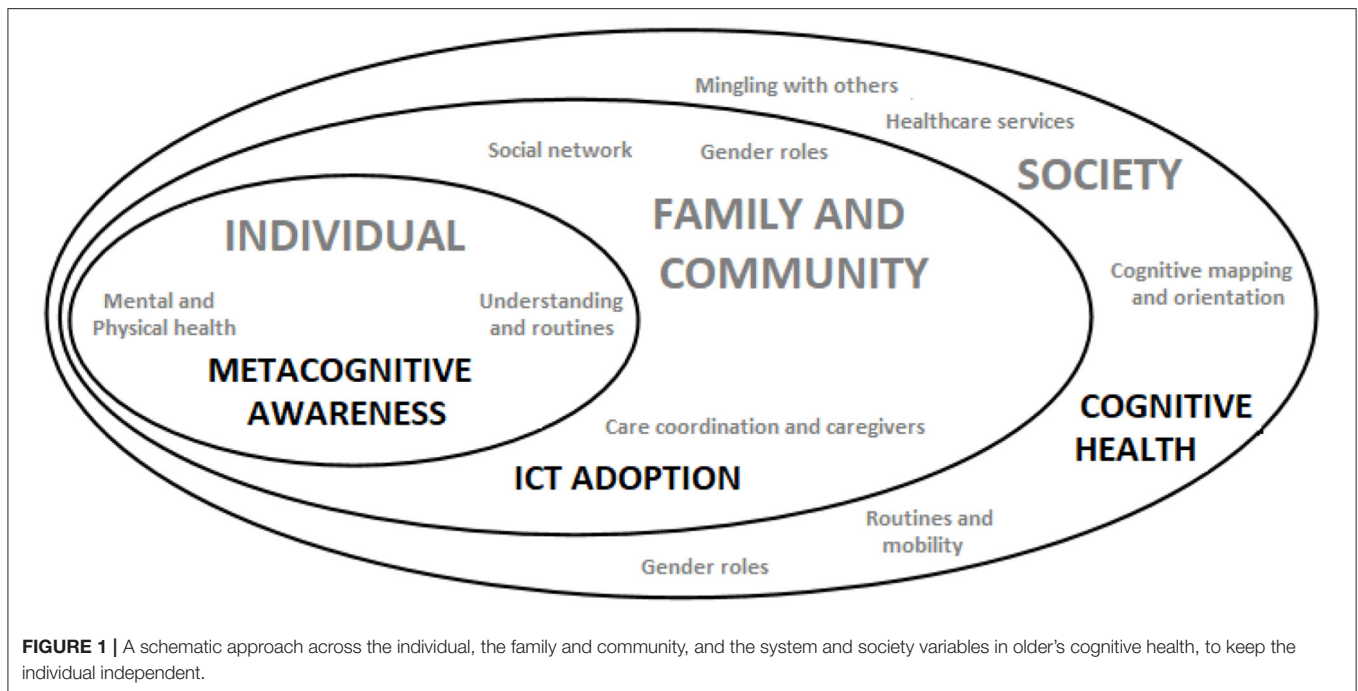 Mingling with others
Healthcare services
Social network
Gender roles
SOCIETY
FAMILY AND
COMMUNITY
INDIVIDUAL
Cognitive mapping
and orientation
Mental and
Physical health
Understanding
and routines
METACOGNITIVE
AWARENESS
COGNITIVE
HEALTH
Care coordination and caregivers
ICT ADOPTION
Routines and
mobility
Gender roles
FIGURE 1 | A schematic approach across the individual, the family and community, and the system and society variables in older's cognitive health, to keep the
individual independent.